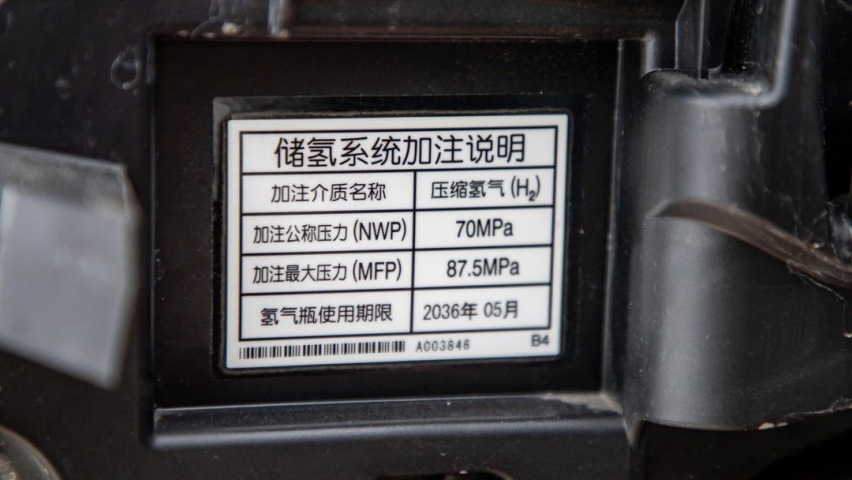 储氢系统加注说明
加注介质名称 压缩氢气(H₂)
加注公称压力(NWP) 70MPa
加注最大压力(MFP) 87.5MPa
氢气瓶使用期限 2036年 05月
A003846 B4